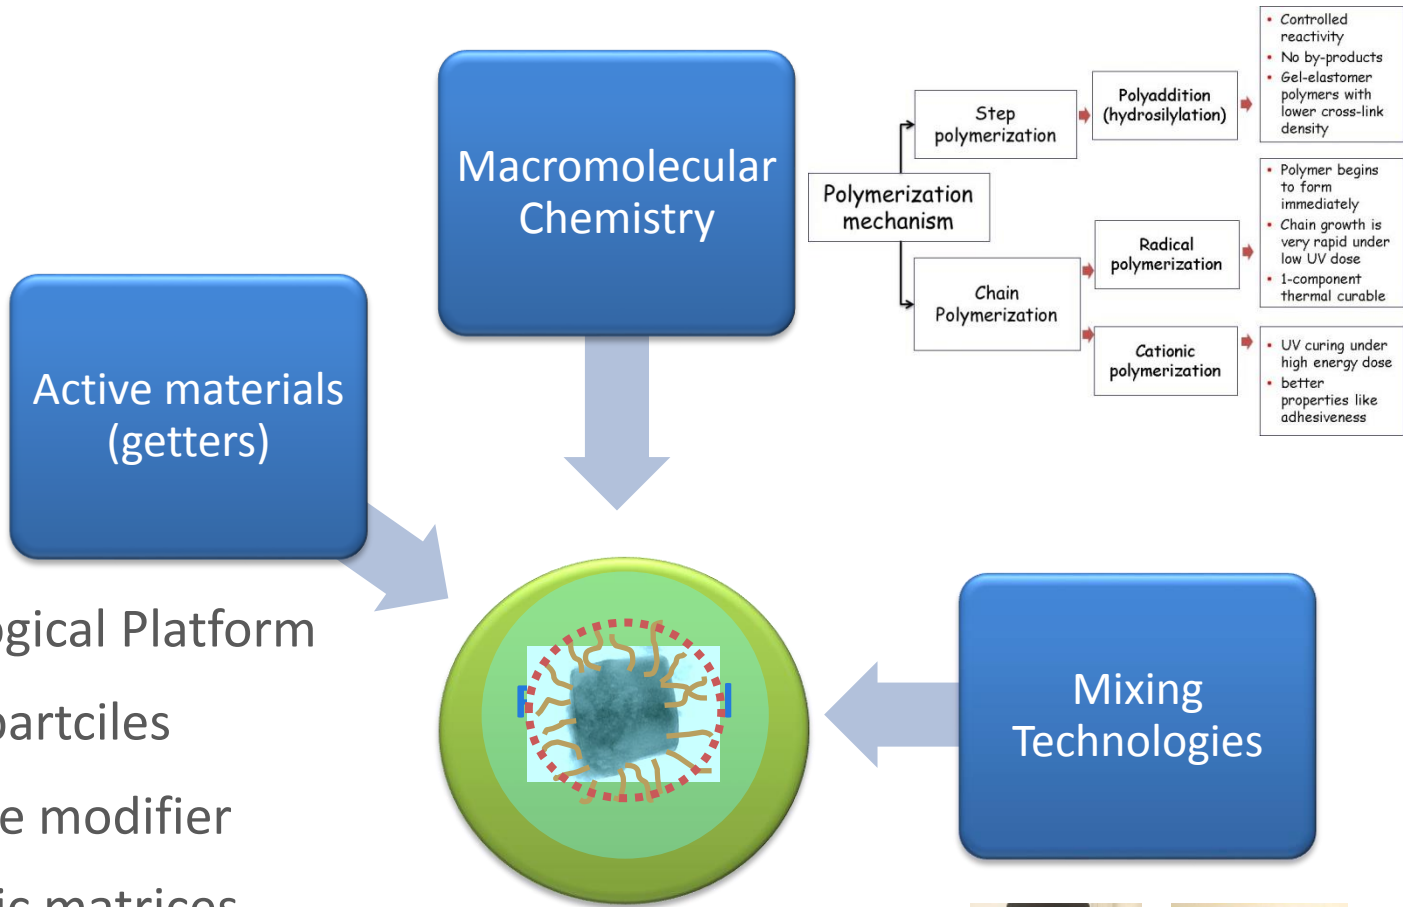 Macromolecular
Chemistry
Polymerization
mechanism
Step
polymerization
Polyaddition
(hydrosilylation)
• Controlled
reactivity
• No by-products
• Gel-elastomer
polymers with
lower cross-link
density
Chain
Polymerization
Radical
polymerization
• Polymer begins
to form
immediately
• Chain growth is
very rapid under
low UV dose
• 1-component
thermal curable
Cationic
polymerization
• UV curing under
high energy dose
• better
properties like
adhesiveness
Active materials
(getters)
Mixing
Technologies
ogical Platform
partciles
e modifier
ic matrices